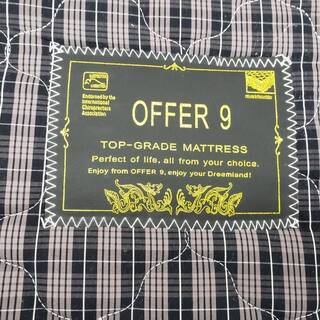 Endorsed by the
International
Chiropractors
Association
OFFER 9
TOP-GRADE MATTRESS
Perfect of life, all from your choice.
Enjoy from OFFER 9, enjoy your Dreamland!